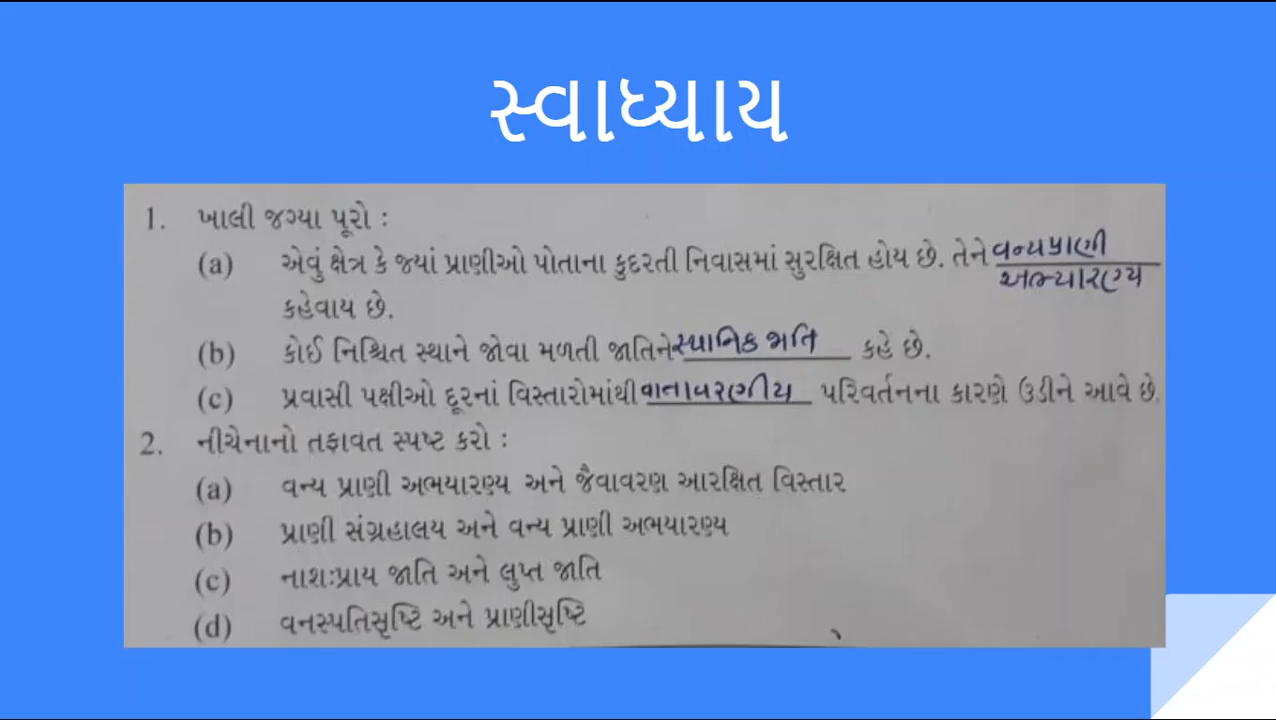 સ્વાધ્યાય
1. ખાલી જગ્યા પૂરો :
(a) એવું ક્ષેત્ર કે જ્યાં પ્રાણીઓ પોતાના કુદરતી નિવાસમાં સુરક્ષિત હોય છે. તેને વન્યપ્રાણી
અભ્યારણ્ય
કહેવાય છે.
(b) કોઈ નિશ્ચિત સ્થાને જોવા મળતી જાતિને સ્થાનિક જાતિ કહે છે.
(c) પ્રવાસી પક્ષીઓ દૂરનાં વિસ્તારોમાંથી વાતાવરણીય પરિવર્તનના કારણે ઉડીને આવે છે.
2. નીચેનાનો તફાવત સ્પષ્ટ કરો :
(a) વન્ય પ્રાણી અભયારણ્ય અને જૈવાવરણ આરક્ષિત વિસ્તાર
(b) પ્રાણી સંગ્રહાલય અને વન્ય પ્રાણી અભયારણ્ય
(c) નાશઃપ્રાય જાતિ અને લુપ્ત જાતિ
(d) વનસ્પતિસૃષ્ટિ અને પ્રાણીસૃષ્ટિ